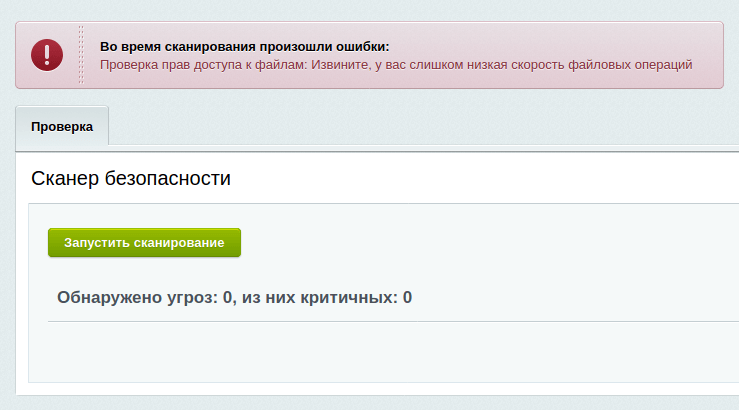 Во время сканирования произошли ошибки:
Проверка прав доступа к файлам: Извините, у вас слишком низкая скорость файловых операций
Проверка
Сканер безопасности
Запустить сканирование
Обнаружено угроз: 0, из них критичных: 0